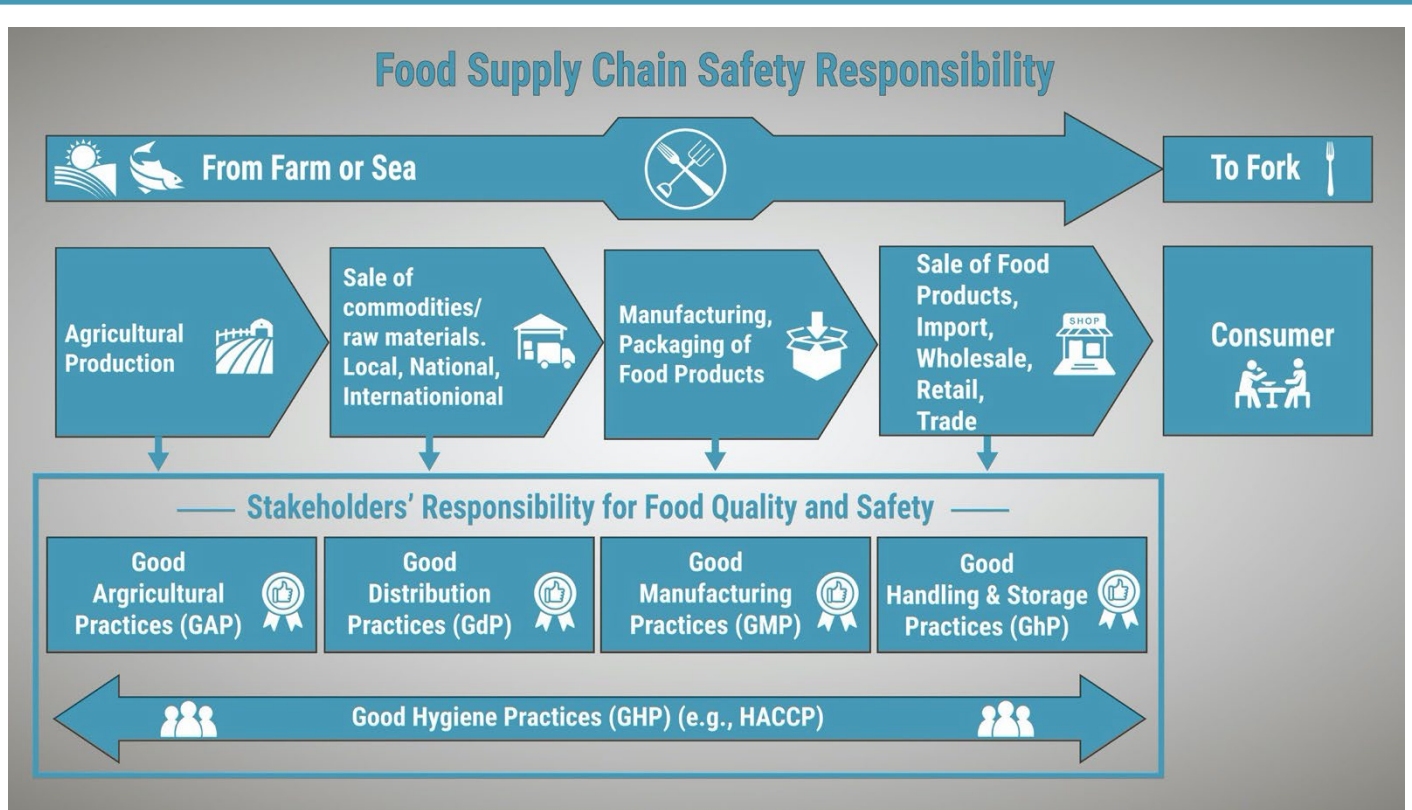 Food Supply Chain Safety Responsibility
From Farm or Sea
To Fork
Agricultural
Production
Sale of
commodities/
raw materials.
Local, National,
Internationional
Manufacturing,
Packaging of
Food Products
Sale of Food
Products,
Import,
Wholesale,
Retail,
Trade
SHOP
Consumer
Stakeholders’ Responsibility for Food Quality and Safety
Good
Argricultural
Practices (GAP)
Good
Distribution
Practices (GdP)
Good
Manufacturing
Practices (GMP)
Good
Handling & Storage
Practices (GhP)
Good Hygiene Practices (GHP) (e.g., HACCP)